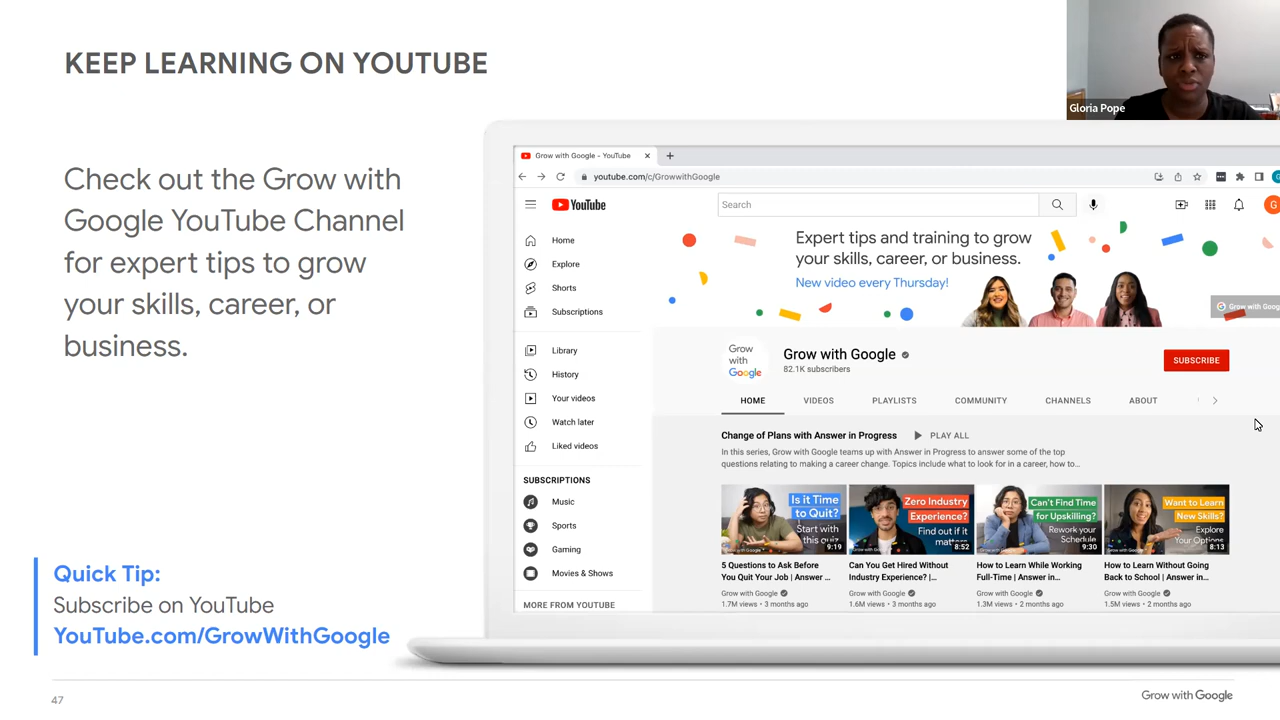 KEEP LEARNING ON YOUTUBE
Gloria Pope
Check out the Grow with
Google YouTube Channel
for expert tips to grow
your skills, career, or
business.
Quick Tip:
Subscribe on YouTube
YouTube.com/GrowWithGoogle
Grow with Google - YouTube
youtube.com/c/GrowwithGoogle
YouTube
Search
G
Home
Explore
Shorts
Subscriptions
Library
History
Your videos
Watch later
Liked videos
SUBSCRIPTIONS
Music
Sports
Gaming
Movies & Shows
MORE FROM YOUTUBE
Expert tips and training to grow
your skills, career, or business.
New video every Thursday!
Grow with Goog
Grow
with
Google
Grow with Google
82.1K subscribers
SUBSCRIBE
HOME VIDEOS PLAYLISTS COMMUNITY CHANNELS ABOUT
Change of Plans with Answer in Progress PLAY ALL
In this series, Grow with Google teams up with Answer in Progress to answer some of the top
questions relating to making a career change. Topics include what to look for in a career, how to...
Is it Time
to Quit?
Start with
this quiz
9:19
5 Questions to Ask Before
You Quit Your Job | Answer ...
Grow with Google
1.7M views • 3 months ago
Zero Industry
Experience?
Find out if it
8:52
Can You Get Hired Without
Industry Experience? |...
Grow with Google
1.6M views • 3 months ago
Can't Find Time
for Upskilling?
Rework your
Schedule
9:30
How to Learn While Working
Full-Time | Answer in...
Grow with Google
1.3M views • 2 months ago
Want to Learn
New Skills?
Explore
Your Options
8:13
How to Learn Without Going
Back to School | Answer in...
Grow with Google
1.5M views • 2 months ago
47
Grow with Google